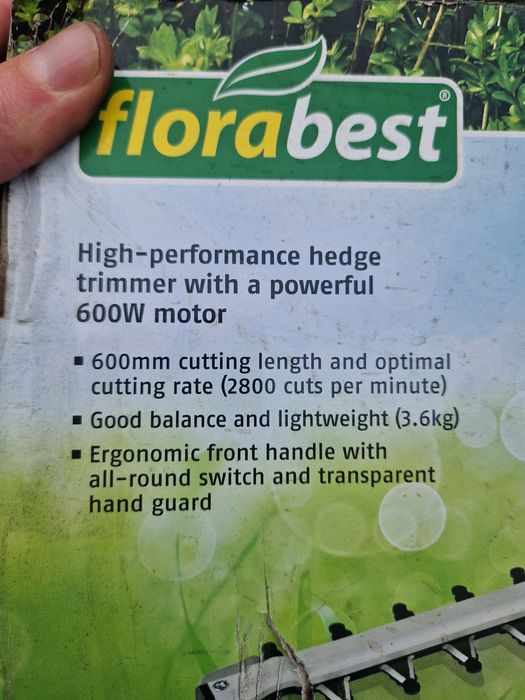 florabest®
High-performance hedge
trimmer with a powerful
600W motor
▪ 600mm cutting length and optimal
cutting rate (2800 cuts per minute)
▪ Good balance and lightweight (3.6kg)
▪ Ergonomic front handle with
all-round switch and transparent
hand guard